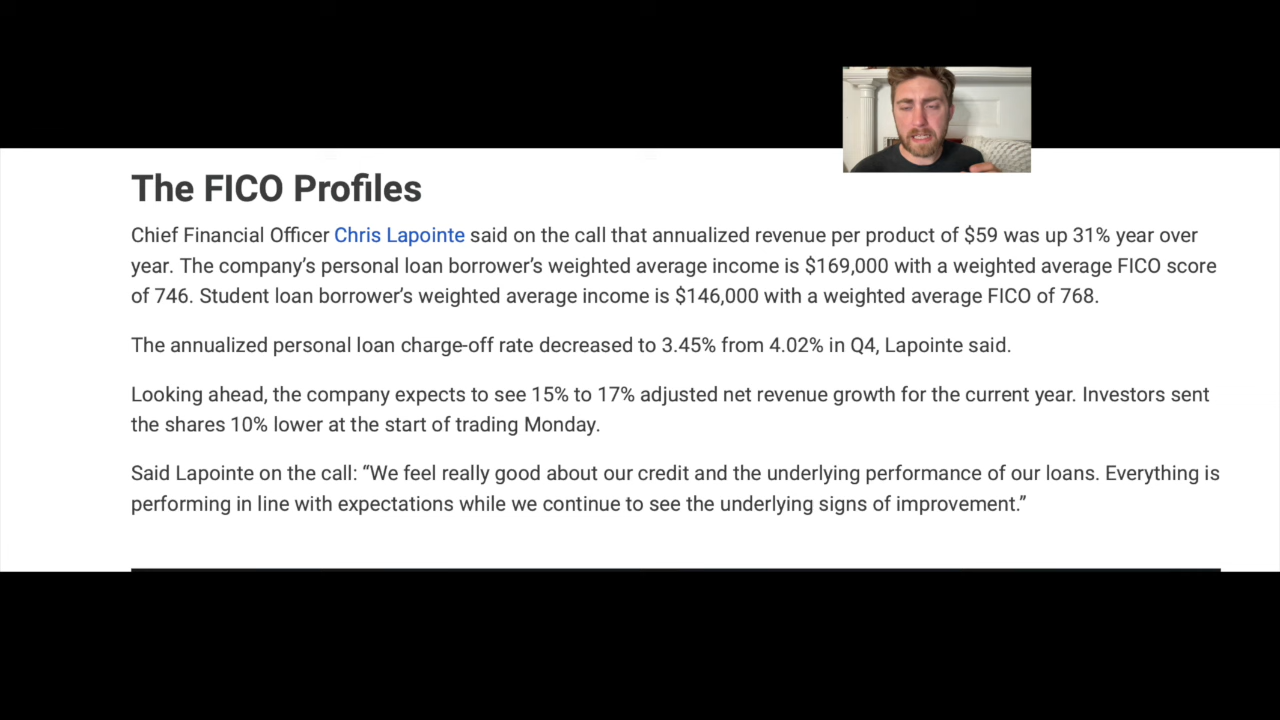 The FICO Profiles
Chief Financial Officer Chris Lapointe said on the call that annualized revenue per product of $59 was up 31% year over
year. The company’s personal loan borrower’s weighted average income is $169,000 with a weighted average FICO score
of 746. Student loan borrower’s weighted average income is $146,000 with a weighted average FICO of 768.
The annualized personal loan charge-off rate decreased to 3.45% from 4.02% in Q4, Lapointe said.
Looking ahead, the company expects to see 15% to 17% adjusted net revenue growth for the current year. Investors sent
the shares 10% lower at the start of trading Monday.
Said Lapointe on the call: “We feel really good about our credit and the underlying performance of our loans. Everything is
performing in line with expectations while we continue to see the underlying signs of improvement.”